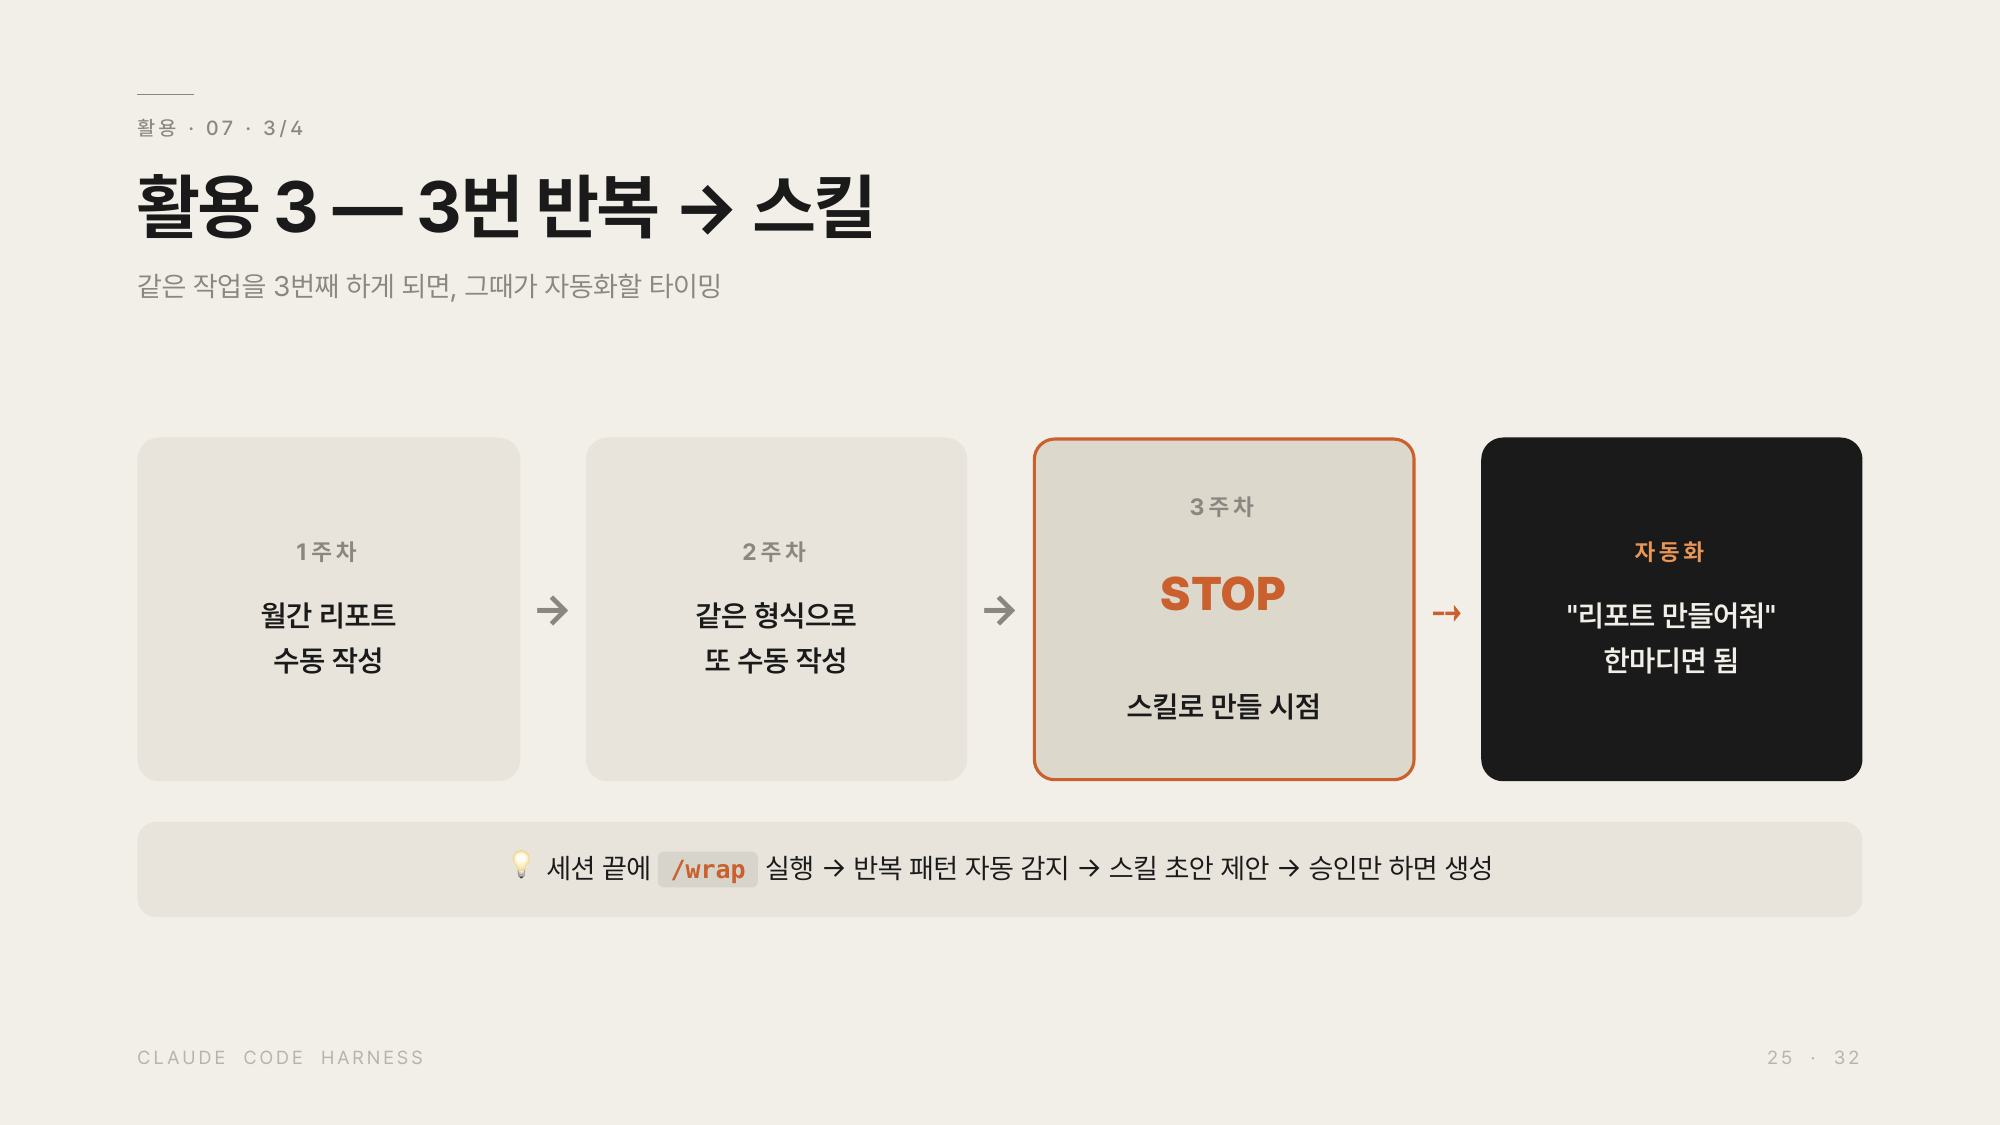 활용 · 07 · 3/4
활용 3 — 3번 반복 → 스킬
같은 작업을 3번째 하게 되면, 그때가 자동화할 타이밍
1주차
월간 리포트
수동 작성
→
2주차
같은 형식으로
또 수동 작성
→
3주차
STOP
스킬로 만들 시점
→
자동화
"리포트 만들어줘"
한마디면 됨
💡 세션 끝에 /wrap 실행 → 반복 패턴 자동 감지 → 스킬 초안 제안 → 승인만 하면 생성
CLAUDE CODE HARNESS
25 · 32